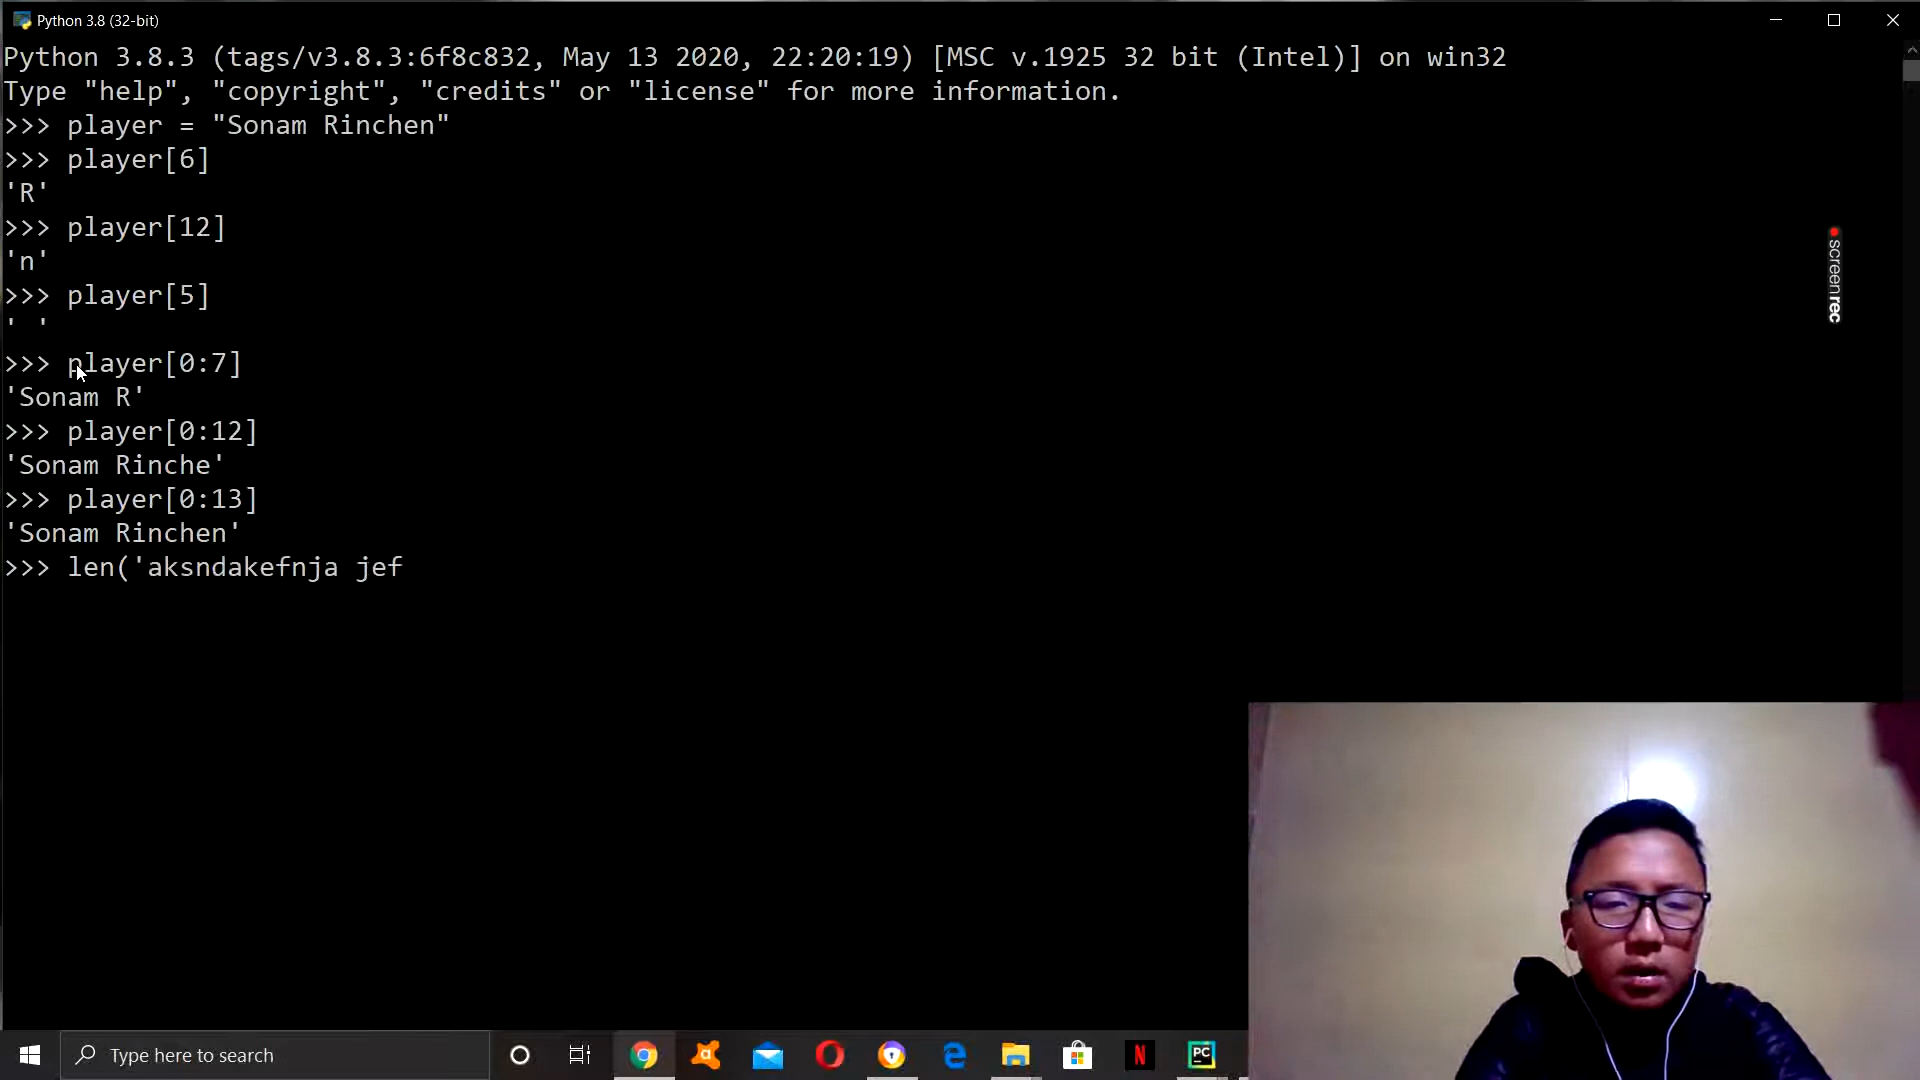 Python 3.8 (32-bit)
Python 3.8.3 (tags/v3.8.3:6f8c832, May 13 2020, 22:20:19) [MSC v.1925 32 bit (Intel)] on win32
Type "help", "copyright", "credits" or "license" for more information.
>>> player = "Sonam Rinchen"
>>> player[6]
'R'
>>> player[12]
'n'
>>> player[5]
' '
>>> player[0:7]
'Sonam R'
>>> player[0:12]
'Sonam Rinche'
>>> player[0:13]
'Sonam Rinchen'
>>> len('aksndakefnja jef
screenrec
Type here to search
N
PC